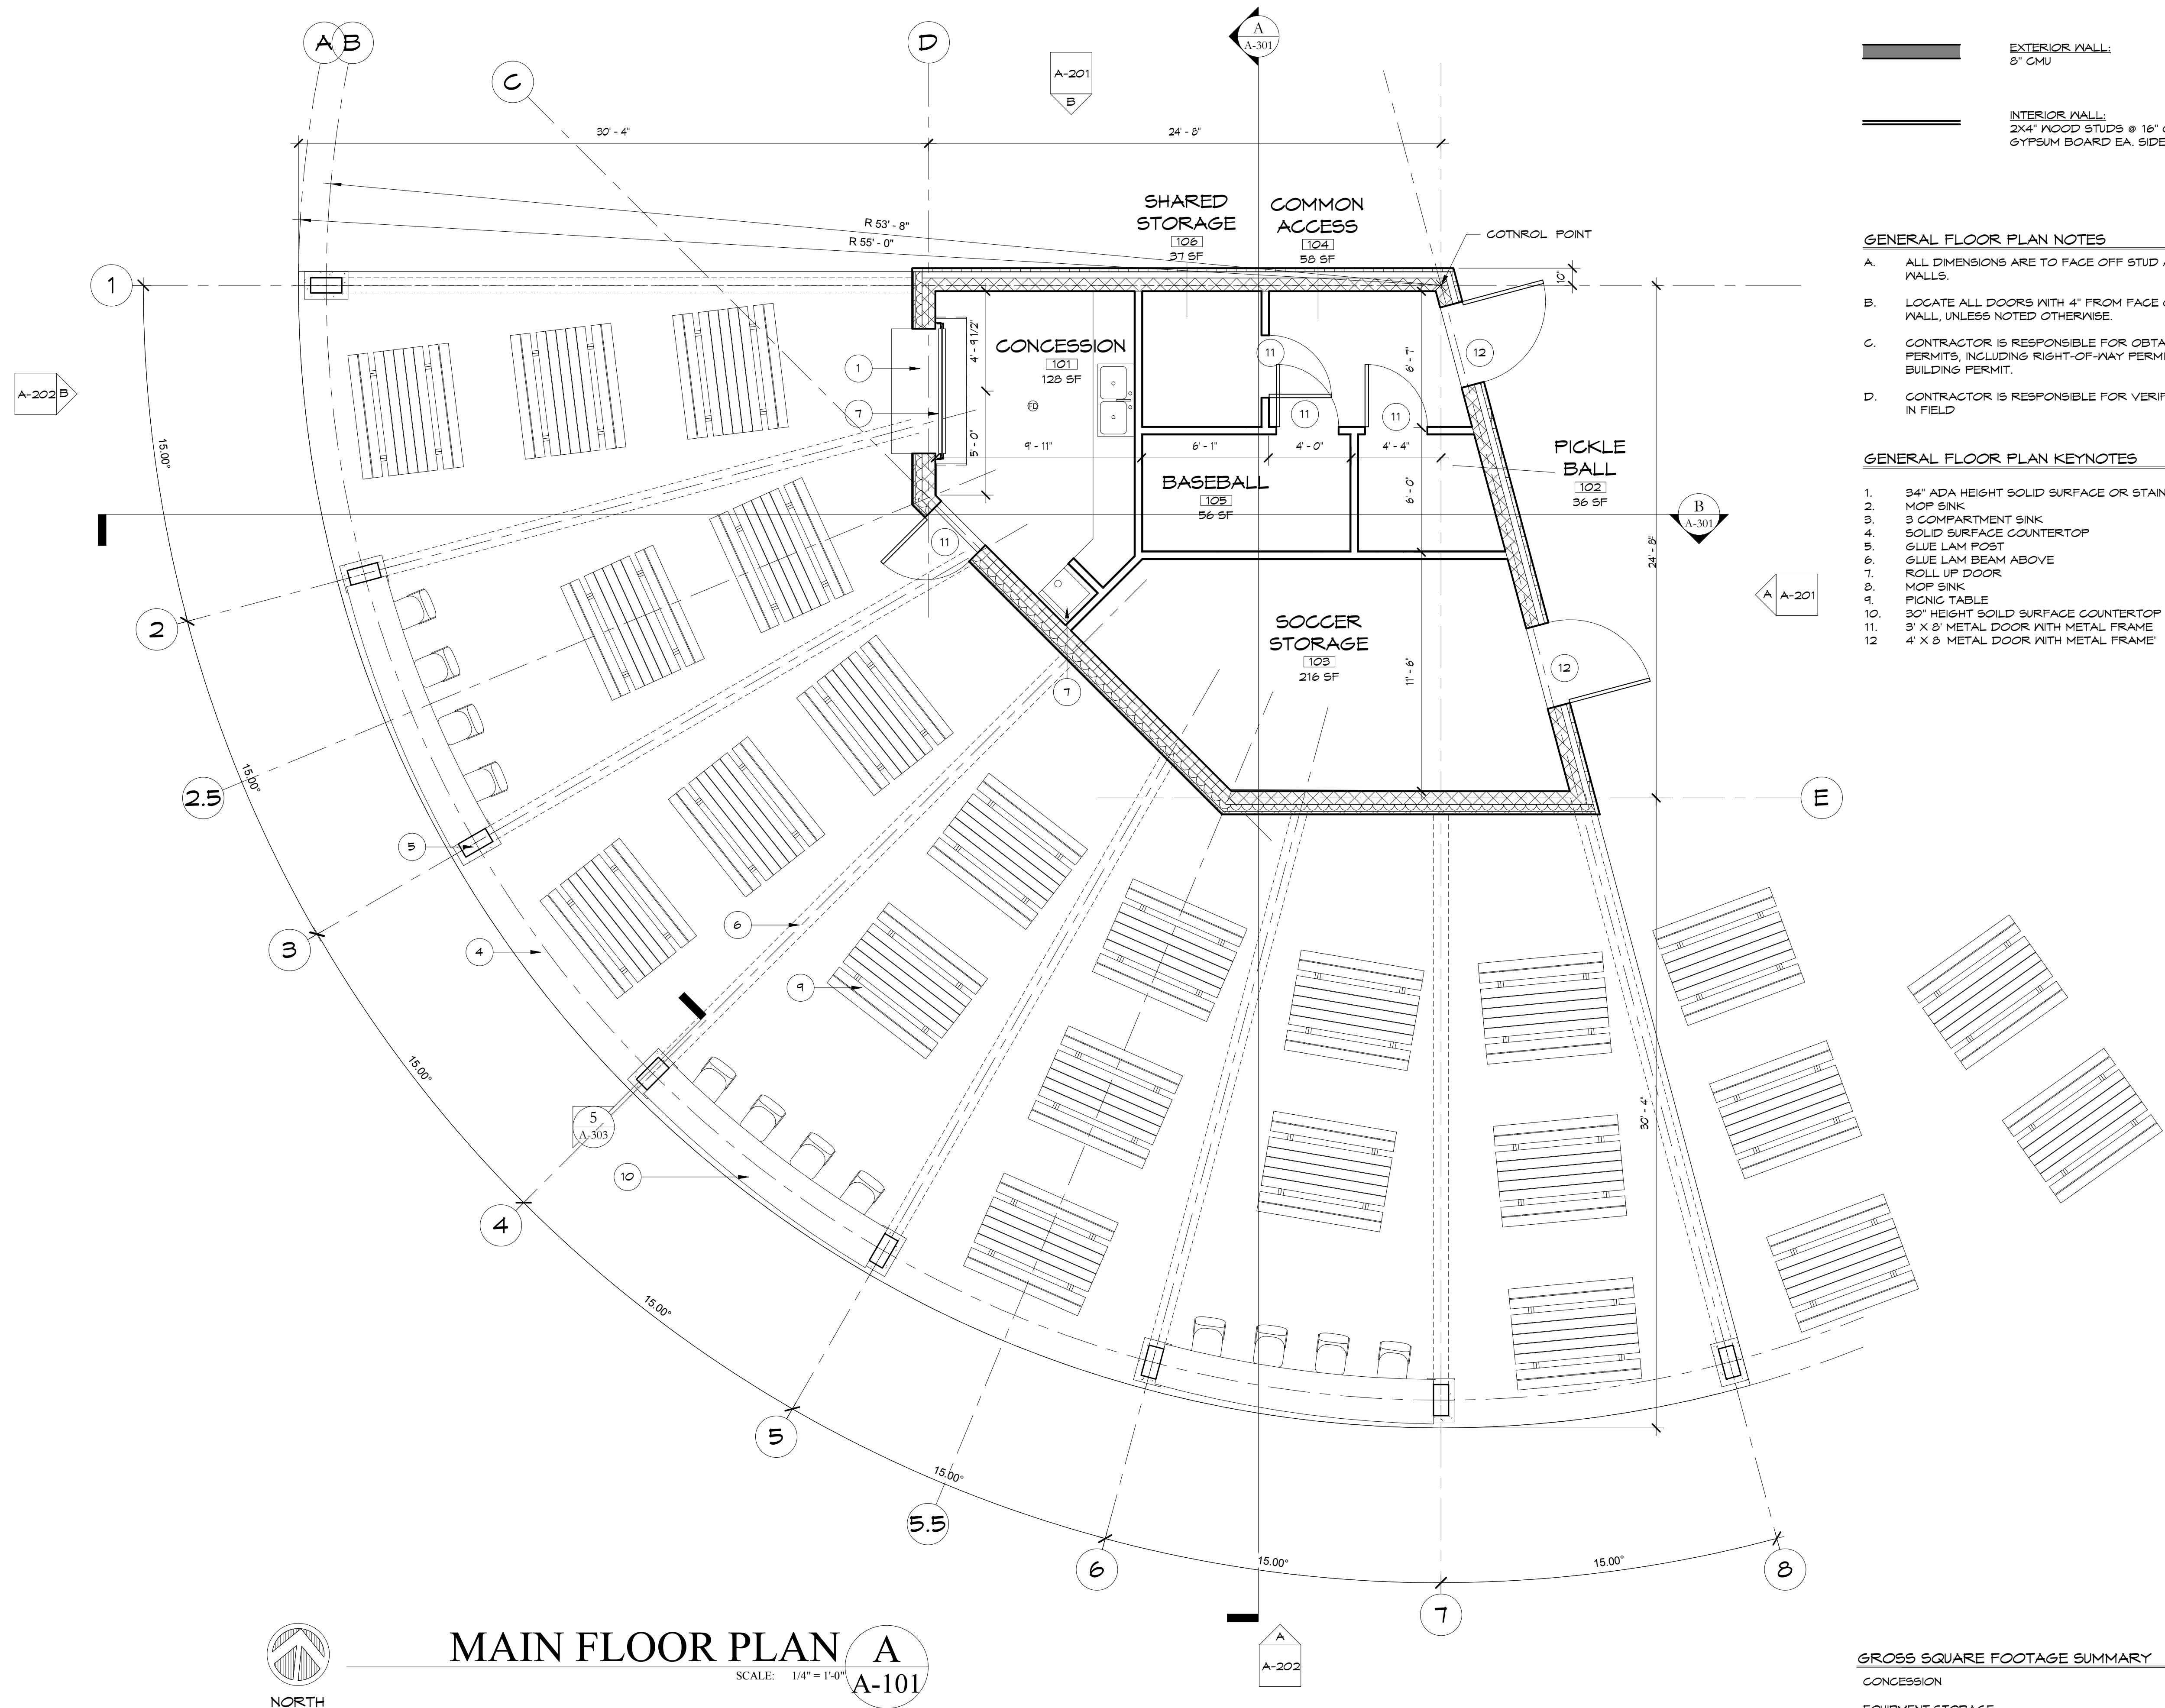 A
B
C
D
A
A-301
A-201
B
30' - 4"
24' - 8"
R 53' - 8"
R 55' - 0"
SHARED
STORAGE
106
37 SF
COMMON
ACCESS
104
58 SF
COTNROL POINT
10"
1
CONCESSION
101
128 SF
FD
4' - 9 1/2"
5' - 0"
9' - 11"
1
7
11
12
11
11
6' - 7"
6' - 1"
4' - 0"
4' - 4"
BASEBALL
105
56 SF
6' - 0"
PICKLE
BALL
102
36 SF
B
A-301
A-202 B
A A-201
11
24' - 8"
SOCCER
STORAGE
103
216 SF
11' - 6"
12
7
E
15.00°
2
15.00°
2.5
5
3
4
6
9
15.00°
5
A-303
10
4
30' - 4"
15.00°
5
15.00°
5.5
6
15.00°
7
15.00°
8
A
A-202
NORTH
MAIN FLOOR PLAN
SCALE: 1/4" = 1'-0"
A
A-101
EXTERIOR WALL:
8" CMU
INTERIOR WALL:
2X4" WOOD STUDS @ 16"
GYPSUM BOARD EA. SIDE
GENERAL FLOOR PLAN NOTES
A. ALL DIMENSIONS ARE TO FACE OFF STUD
WALLS.
B. LOCATE ALL DOORS WITH 4" FROM FACE
WALL, UNLESS NOTED OTHERWISE.
C. CONTRACTOR IS RESPONSIBLE FOR
PERMITS, INCLUDING RIGHT-OF-WAY
BUILDING PERMIT.
D. CONTRACTOR IS RESPONSIBLE FOR
IN FIELD
GENERAL FLOOR PLAN KEYNOTES
1. 34" ADA HEIGHT SOLID SURFACE OR
2. MOP SINK
3. 3 COMPARTMENT SINK
4. SOLID SURFACE COUNTERTOP
5. GLUE LAM POST
6. GLUE LAM BEAM ABOVE
7. ROLL UP DOOR
8. MOP SINK
9. PICNIC TABLE
10. 30" HEIGHT SOILD SURFACE COUNTERTOP
11. 3' X 8' METAL DOOR WITH METAL FRAME
12 4' X 8 METAL DOOR WITH METAL FRAME'
GROSS SQUARE FOOTAGE SUMMARY
CONCESSION